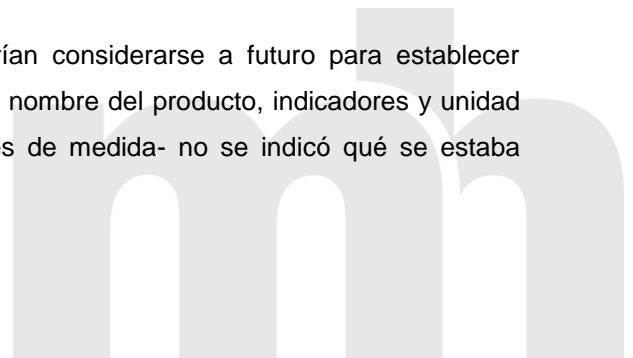 rían considerarse a futuro para establecer
nombre del producto, indicadores y unidad
s de medida- no se indicó qué se estaba